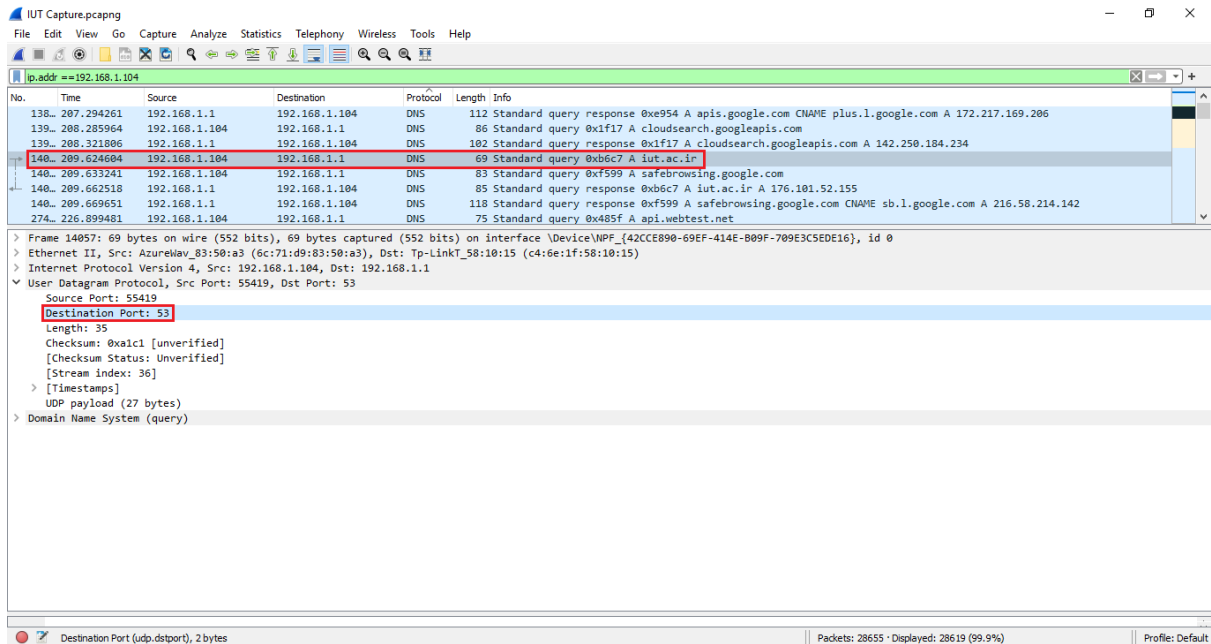 IUT Capture.pcapng
File Edit View Go Capture Analyze Statistics Telephony Wireless Tools Help
ip.addr ==192.168.1.104
No. Time Source Destination Protocol Length Info
138… 207.294261 192.168.1.1 192.168.1.104 DNS 112 Standard query response 0xe954 A apis.google.com CNAME plus.l.google.com A 172.217.169.206
139… 208.285964 192.168.1.104 192.168.1.1 DNS 86 Standard query 0x1f17 A cloudsearch.googleapis.com
139… 208.321806 192.168.1.1 192.168.1.104 DNS 102 Standard query response 0x1f17 A cloudsearch.googleapis.com A 142.250.184.234
140… 209.624604 192.168.1.104 192.168.1.1 DNS 69 Standard query 0xb6c7 A iut.ac.ir
140… 209.633241 192.168.1.104 192.168.1.1 DNS 83 Standard query 0xf599 A safebrowsing.google.com
140… 209.662518 192.168.1.1 192.168.1.104 DNS 85 Standard query response 0xb6c7 A iut.ac.ir A 176.101.52.155
140… 209.669651 192.168.1.1 192.168.1.104 DNS 118 Standard query response 0xf599 A safebrowsing.google.com CNAME sb.l.google.com A 216.58.214.142
274… 226.899481 192.168.1.104 192.168.1.1 DNS 75 Standard query 0x485f A api.webtest.net
Frame 14057: 69 bytes on wire (552 bits), 69 bytes captured (552 bits) on interface \Device\NPF_{42CCE890-69EF-414E-B09F-709E3C5EDE16}, id 0
Ethernet II, Src: AzureWav_83:50:a3 (6c:71:d9:83:50:a3), Dst: Tp-LinkT_58:10:15 (c4:6e:1f:58:10:15)
Internet Protocol Version 4, Src: 192.168.1.104, Dst: 192.168.1.1
User Datagram Protocol, Src Port: 55419, Dst Port: 53
Source Port: 55419
Destination Port: 53
Length: 35
Checksum: 0xa1c1 [unverified]
[Checksum Status: Unverified]
[Stream index: 36]
[Timestamps]
UDP payload (27 bytes)
Domain Name System (query)
Destination Port (udp.dstport), 2 bytes Packets: 28655 · Displayed: 28619 (99.9%) Profile: Default